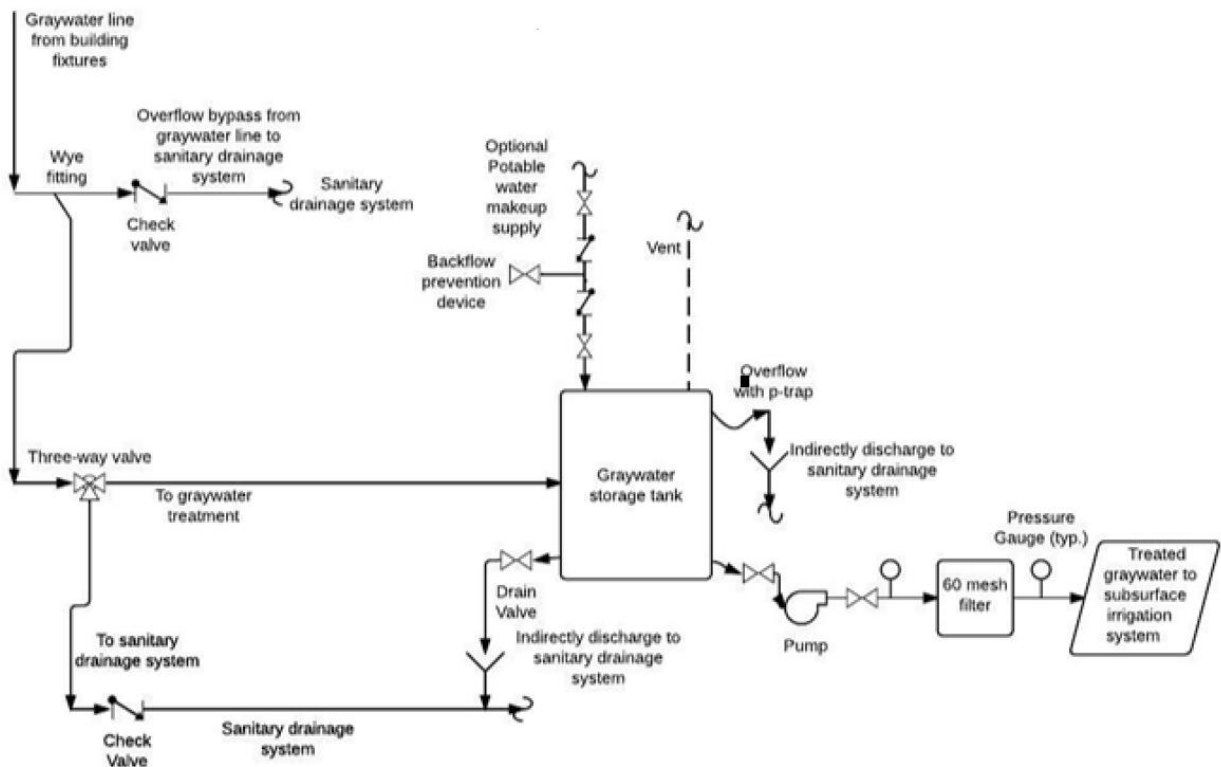 Graywater line
from building
fixtures
Overflow bypass from
graywater line to
sanitary drainage
system
Wye
fitting
Check
valve
Sanitary
drainage system
Optional
Potable
water
makeup
supply
Backflow
prevention
device
Vent
Overflow
with p-trap
Indirectly discharge to
sanitary drainage
system
Three-way valve
To graywater
treatment
Graywater
storage tank
Pressure
Gauge (typ.)
Treated
graywater to
subsurface
irrigation
system
60 mesh
filter
Pump
Drain
Valve
Indirectly discharge to
sanitary drainage
system
To sanitary
drainage system
Check
Valve
Sanitary drainage
system